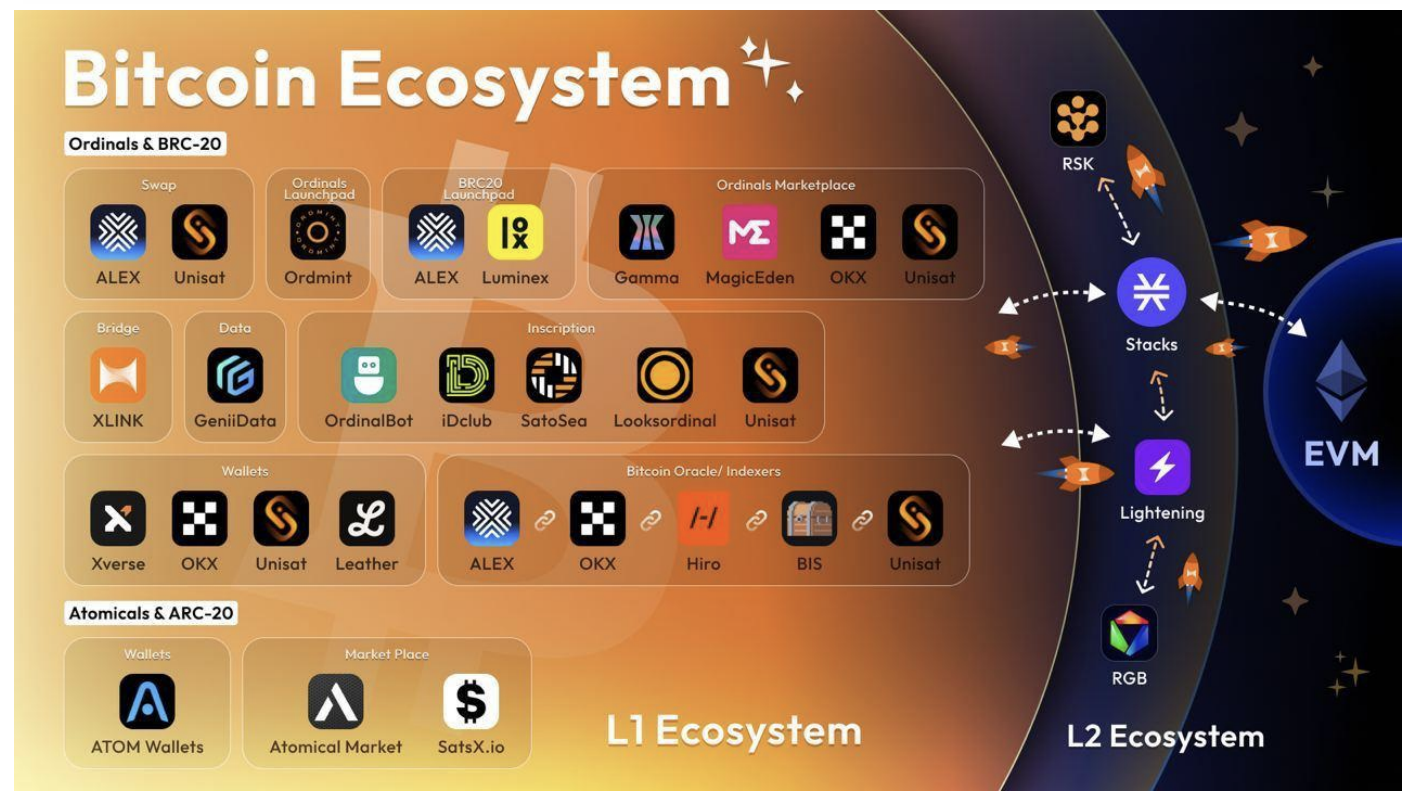 Bitcoin Ecosystem
Ordinals & BRC-20
Swap
ALEX
Unisat
Ordinals
Launchpad
ORDMINT
Ordmint
BRC20
Launchpad
ALEX
Luminex
Ordinals Marketplace
Gamma
ME
MagicEden
OKX
Unisat
Bridge
XLINK
Data
GeniiData
Inscription
OrdinalBot
iDclub
SatoSea
Looksordinal
Unisat
Wallets
Xverse
OKX
Unisat
Leather
Bitcoin Oracle/ Indexers
ALEX
OKX
Hiro
BIS
Unisat
Atomicals & ARC-20
Wallets
ATOM Wallets
Market Place
Atomical Market
$
SatsX.io
L1 Ecosystem
RSK
Stacks
Lightening
RGB
L2 Ecosystem
EVM